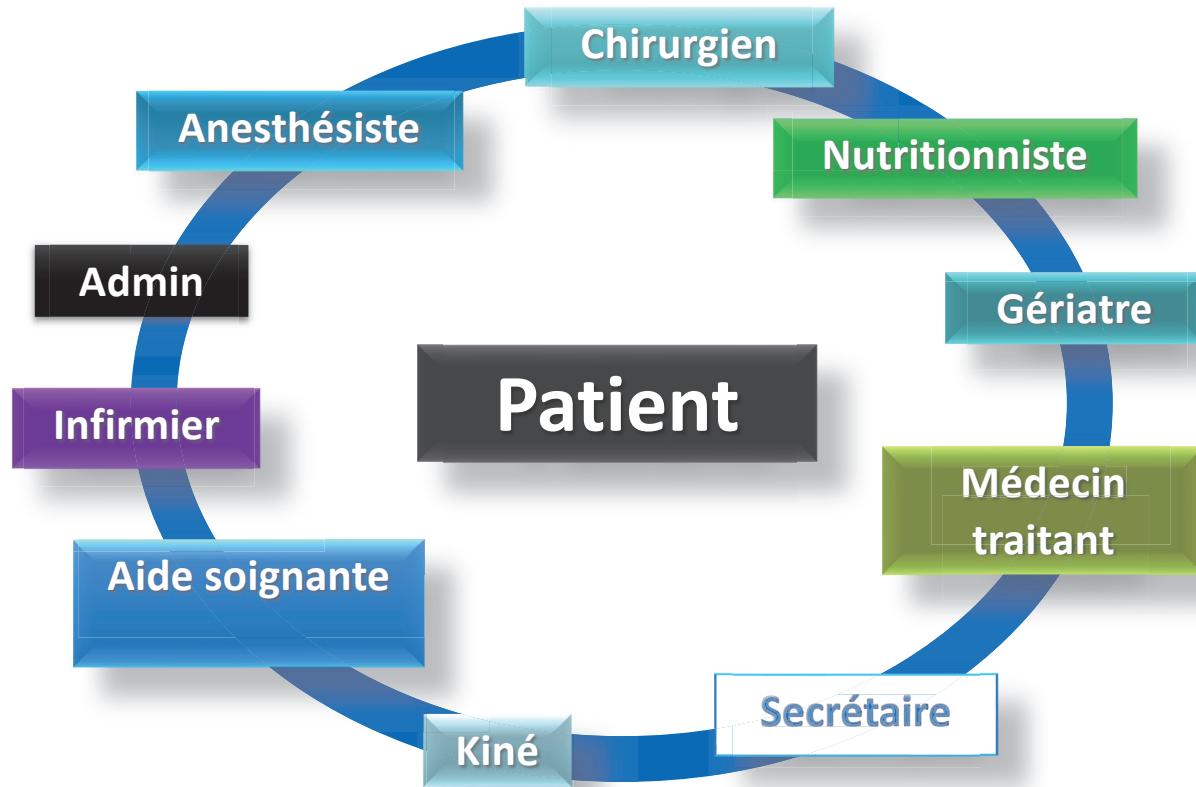 Chirurgien
Anesthésiste
Nutritionniste
Admin
Gériatre
Patient
Infirmier
Médecin
traitant
Aide soignante
Secrétaire
Kiné